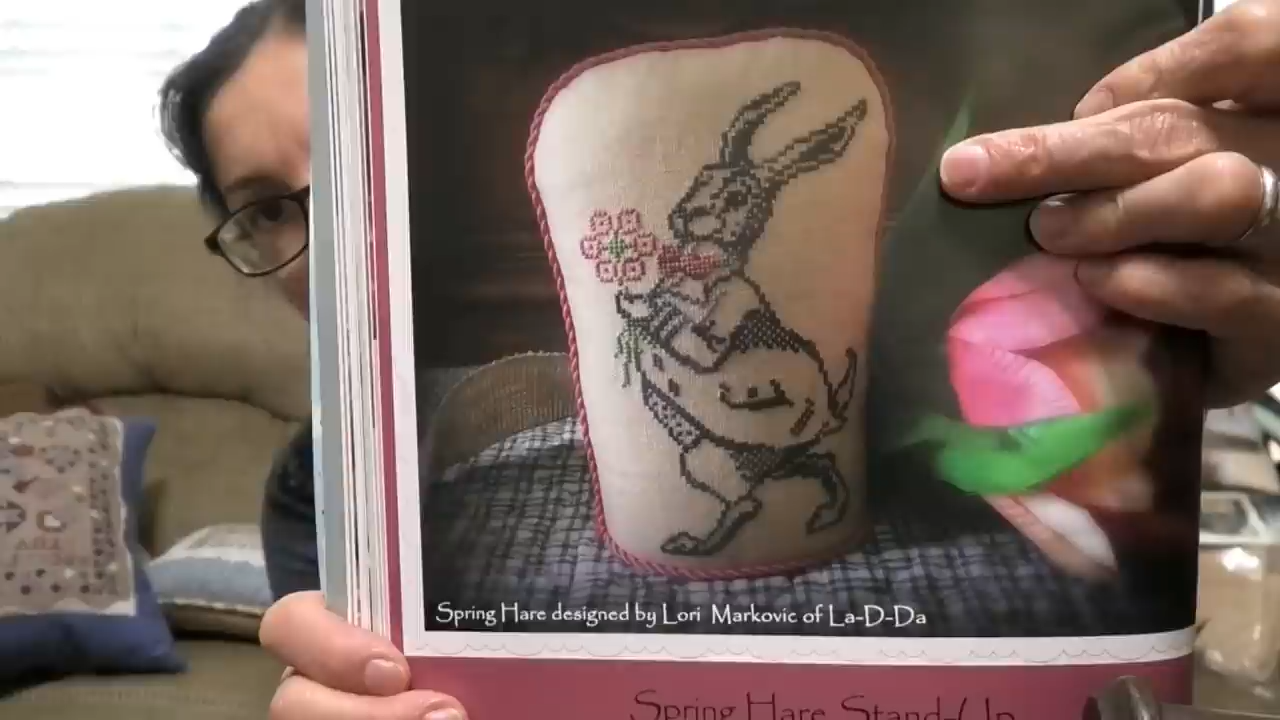 Spring Hare designed by Lori Markovic of La-D-Da
Spring Hare Stand-Up